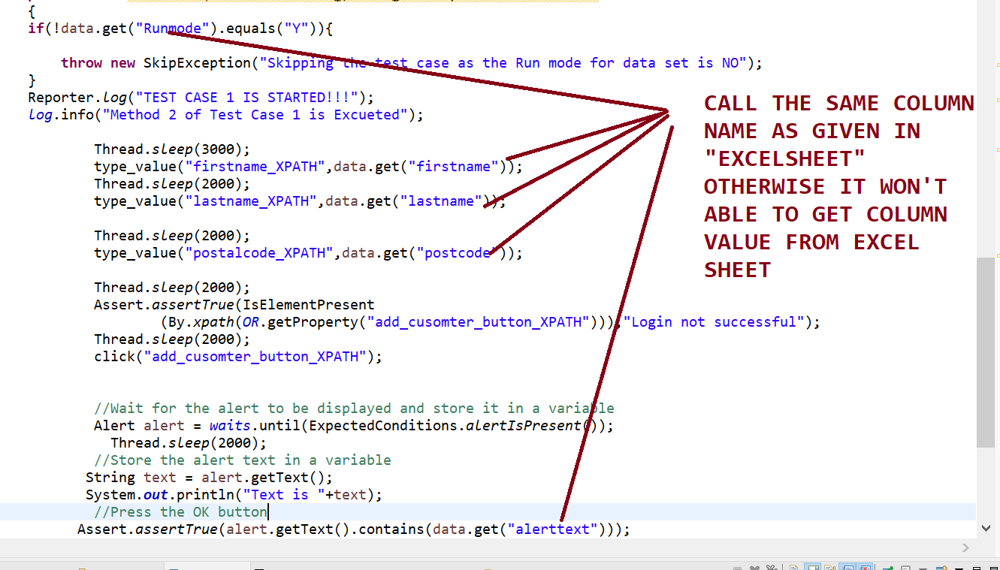 {
if(!data.get("Runmode").equals("Y")){
throw new SkipException("Skipping the test case as the Run mode for data set is NO");
}
Reporter.log("TEST CASE 1 IS STARTED!!!");
log.info("Method 2 of Test Case 1 is Excueted");
Thread.sleep(3000);
type_value("firstname_XPATH",data.get("firstname"));
Thread.sleep(2000);
type_value("lastname_XPATH",data.get("lastname"));
Thread.sleep(2000);
type_value("postalcode_XPATH",data.get("postcode"));
Thread.sleep(2000);
Assert.assertTrue(IsElementPresent
(By.xpath(OR.getProperty("add_cusomter_button_XPATH"))),"Login not successful");
Thread.sleep(2000);
click("add_cusomter_button_XPATH");
//Wait for the alert to be displayed and store it in a variable
Alert alert = waits.until(ExpectedConditions.alertIsPresent());
Thread.sleep(2000);
//Store the alert text in a variable
String text = alert.getText();
System.out.println("Text is "+text);
//Press the OK button
Assert.assertTrue(alert.getText().contains(data.get("alerttext")));
CALL THE SAME COLUMN
NAME AS GIVEN IN
"EXCELSHEET"
OTHERWISE IT WON'T
ABLE TO GET COLUMN
VALUE FROM EXCEL
SHEET